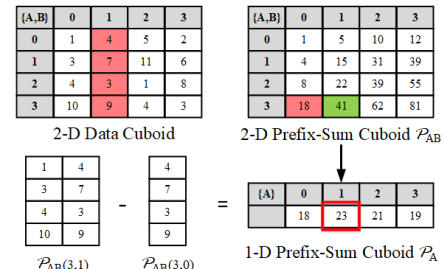 {A,B} 0 1 2 3
0 1 4 5 2
1 3 7 11 6
2 4 3 1 8
3 10 9 4 3
2-D Data Cuboid
{A,B} 0 1 2 3
0 1 5 10 12
1 4 15 31 39
2 8 22 39 55
3 18 41 62 81
2-D Prefix-Sum Cuboid 𝒫AB
1 4
3 7
4 3
10 9
𝒫AB(3,1)
-
1
3
4
10
𝒫AB(3,0)
=
{A} 0 1 2 3
18 23 21 19
1-D Prefix-Sum Cuboid 𝒫A